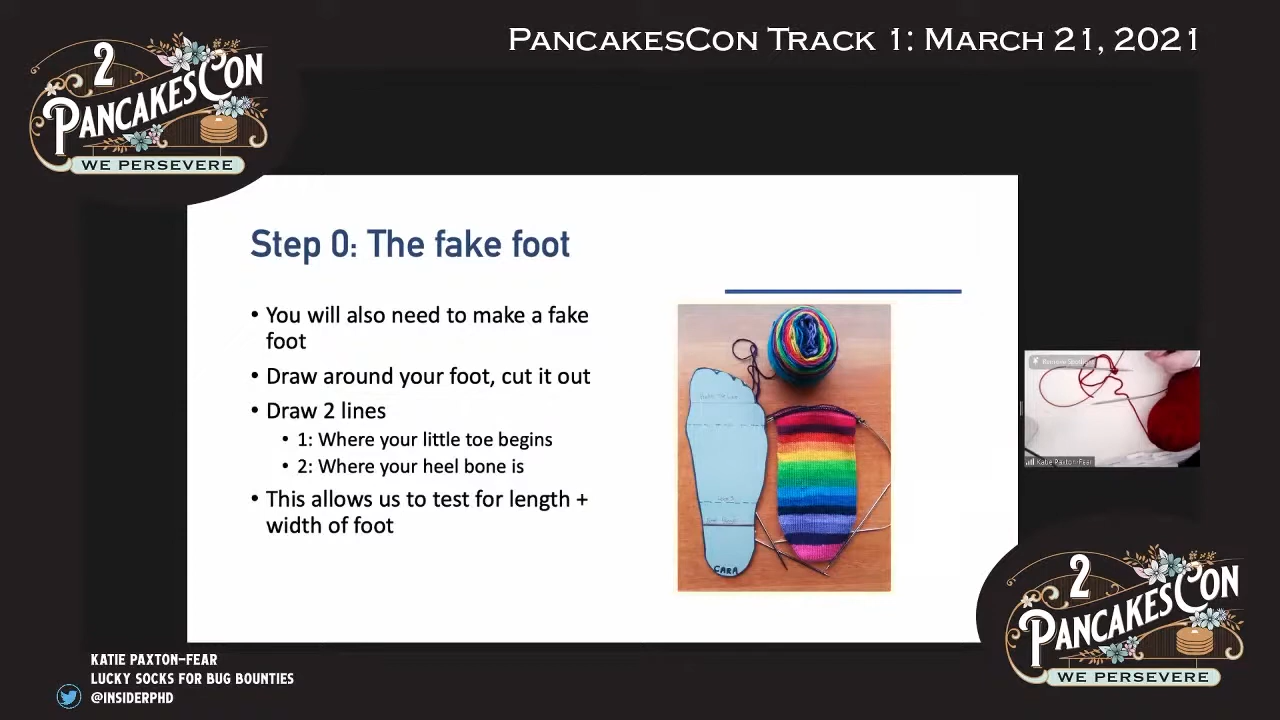 PancakesCon Track 1: March 21, 2021
2
PancakesCon
WE PERSEVERE
Step 0: The fake foot
• You will also need to make a fake
foot
• Draw around your foot, cut it out
• Draw 2 lines
• 1: Where your little toe begins
• 2: Where your heel bone is
• This allows us to test for length +
width of foot
CARA
Katie Paxton-Fear
2
PancakesCon
WE PERSEVERE
KATIE PAXTON-FEAR
LUCKY SOCKS FOR BUG BOUNTIES
@INSIDERPHD